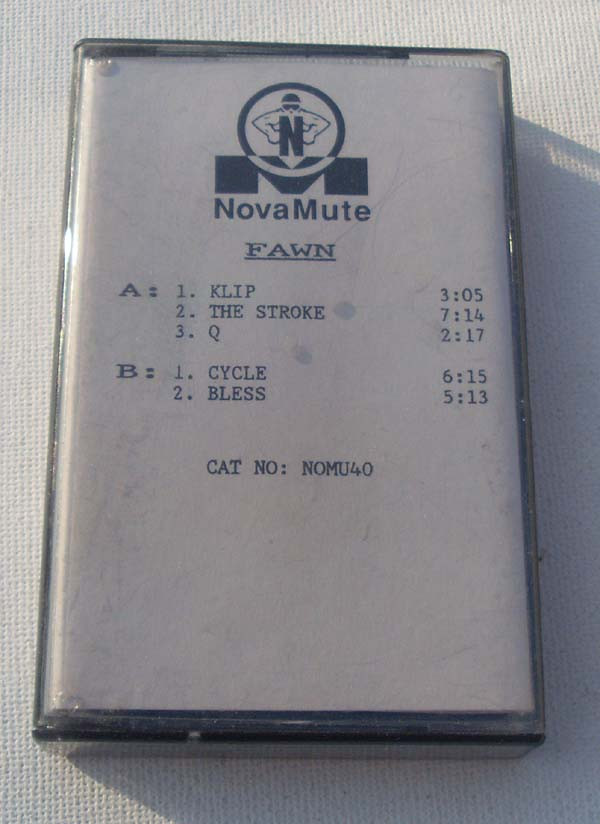 N
NovaMute
FAWN
A: 1. KLIP 3:05
2. THE STROKE 7:14
3. Q 2:17
B: 1. CYCLE 6:15
2. BLESS 5:13
CAT NO: NOMU40